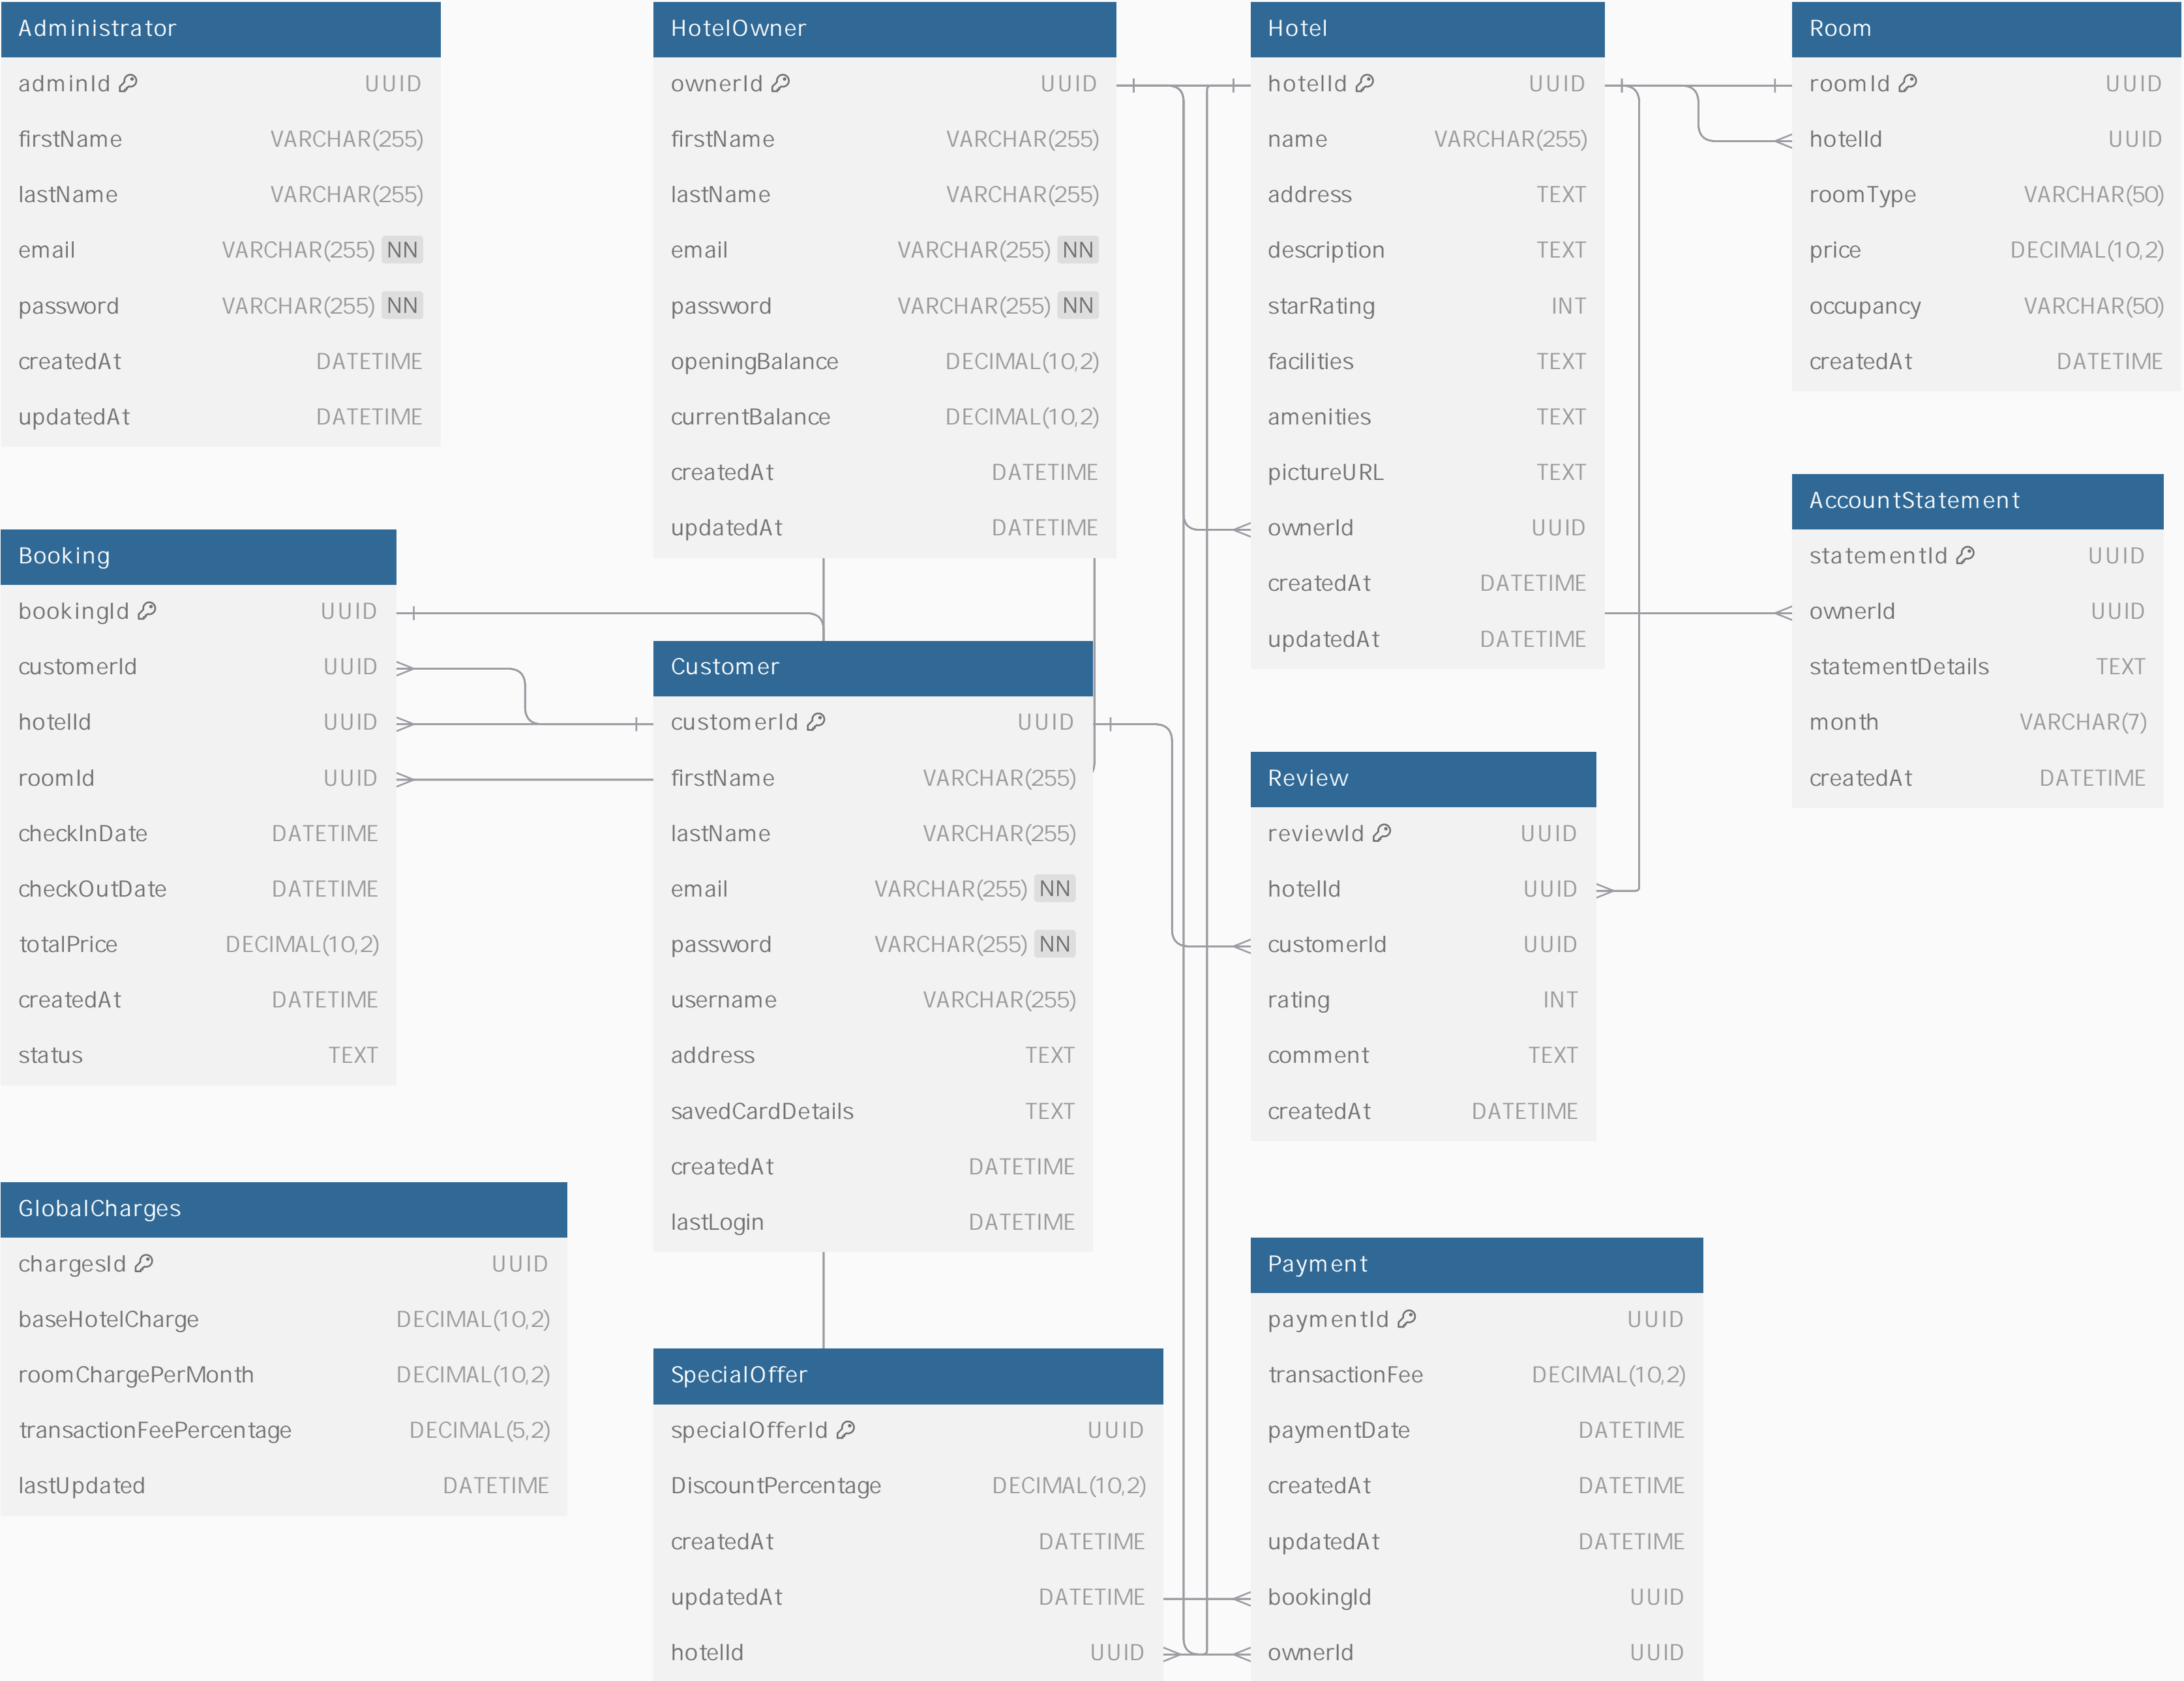 Administrator
adminId UUID
firstName VARCHAR(255)
lastName VARCHAR(255)
email VARCHAR(255) NN
password VARCHAR(255) NN
createdAt DATETIME
updatedAt DATETIME
HotelOwner
ownerId UUID
firstName VARCHAR(255)
lastName VARCHAR(255)
email VARCHAR(255) NN
password VARCHAR(255) NN
openingBalance DECIMAL(10,2)
currentBalance DECIMAL(10,2)
createdAt DATETIME
updatedAt DATETIME
Hotel
hotelId UUID
name VARCHAR(255)
address TEXT
description TEXT
starRating INT
facilities TEXT
amenities TEXT
pictureURL TEXT
ownerId UUID
createdAt DATETIME
updatedAt DATETIME
Room
roomId UUID
hotelId UUID
roomType VARCHAR(50)
price DECIMAL(10,2)
occupancy VARCHAR(50)
createdAt DATETIME
AccountStatement
statementId UUID
ownerId UUID
statementDetails TEXT
month VARCHAR(7)
createdAt DATETIME
Booking
bookingId UUID
customerId UUID
hotelId UUID
roomId UUID
checkInDate DATETIME
checkOutDate DATETIME
totalPrice DECIMAL(10,2)
createdAt DATETIME
status TEXT
Customer
customerId UUID
firstName VARCHAR(255)
lastName VARCHAR(255)
email VARCHAR(255) NN
password VARCHAR(255) NN
username VARCHAR(255)
address TEXT
savedCardDetails TEXT
createdAt DATETIME
lastLogin DATETIME
Review
reviewId UUID
hotelId UUID
customerId UUID
rating INT
comment TEXT
createdAt DATETIME
GlobalCharges
chargesId UUID
baseHotelCharge DECIMAL(10,2)
roomChargePerMonth DECIMAL(10,2)
transactionFeePercentage DECIMAL(5,2)
lastUpdated DATETIME
SpecialOffer
specialOfferId UUID
DiscountPercentage DECIMAL(10,2)
createdAt DATETIME
updatedAt DATETIME
hotelId UUID
Payment
paymentId UUID
transactionFee DECIMAL(10,2)
paymentDate DATETIME
createdAt DATETIME
updatedAt DATETIME
bookingId UUID
ownerId UUID